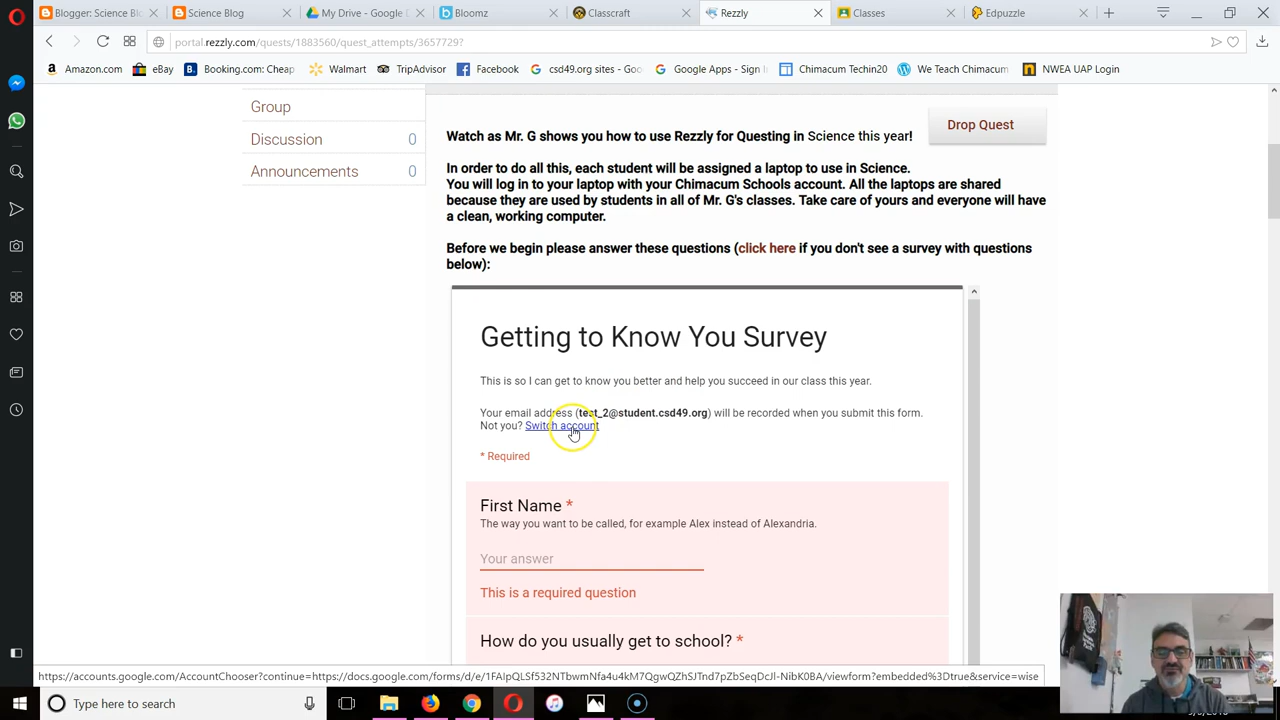 Blogger: Science Blo
Science Blog
My Drive - Google D
Bloomz
Classcraft
Rezzly
Classes
Edpuzzle
portal.rezzly.com/quests/1883560/quest_attempts/3657729?
Amazon.com
eBay
Booking.com: Cheap
Walmart
TripAdvisor
Facebook
csd49.org sites - Goo
Google Apps - Sign i
Chimacum Techin20
We Teach Chimacum
NWEA UAP Login
Group
Discussion 0
Announcements 0
Drop Quest
Watch as Mr. G shows you how to use Rezzly for Questing in Science this year!
In order to do all this, each student will be assigned a laptop to use in Science.
You will log in to your laptop with your Chimacum Schools account. All the laptops are shared
because they are used by students in all of Mr. G's classes. Take care of yours and everyone will have
a clean, working computer.
Before we begin please answer these questions (click here if you don't see a survey with questions
below):
Getting to Know You Survey
This is so I can get to know you better and help you succeed in our class this year.
Your email address (test_2@student.csd49.org) will be recorded when you submit this form.
Not you? Switch account
* Required
First Name *
The way you want to be called, for example Alex instead of Alexandria.
Your answer
This is a required question
How do you usually get to school? *
Type here to search